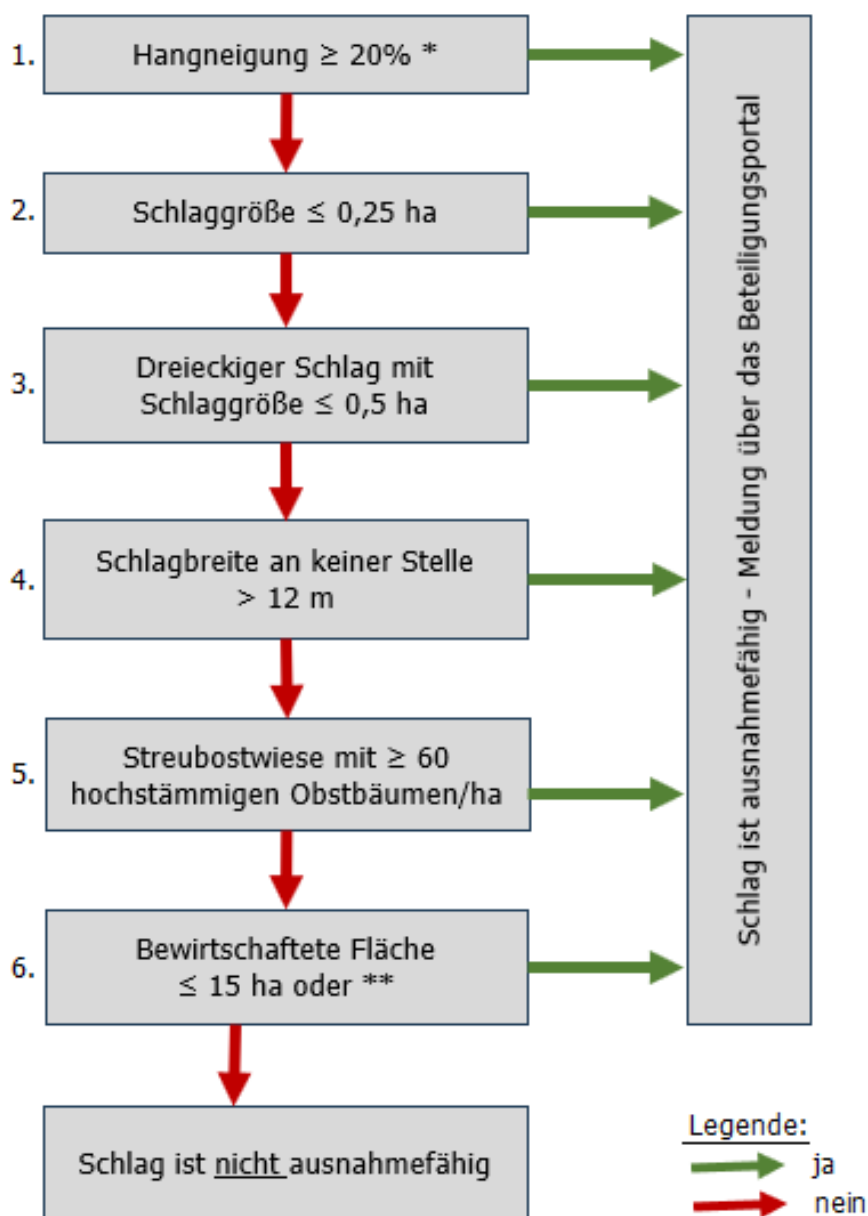 1.
Hangneigung ≥ 20% *
2.
Schlaggröße ≤ 0,25 ha
3.
Dreieckiger Schlag mit
Schlaggröße ≤ 0,5 ha
4.
Schlagbreite an keiner Stelle
> 12 m
5.
Streubostwiese mit ≥ 60
hochstämmigen Obstbäumen/ha
6.
Bewirtschaftete Fläche
≤ 15 ha oder **
Schlag ist nicht ausnahmefähig
Schlag ist ausnahmefähig - Meldung über das Beteiligungsportal
Legende:
ja
nein